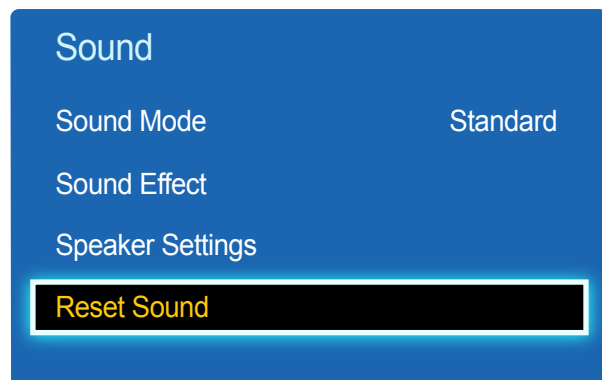 Sound
Sound Mode Standard
Sound Effect
Speaker Settings
Reset Sound